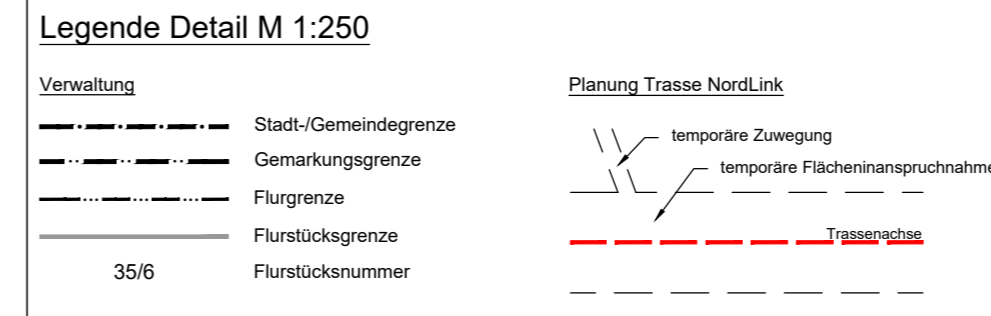 Legende Detail M 1:250
Verwaltung
Stadt-/Gemeindegrenze
Gemarkungsgrenze
Flurgrenze
Flurstücksgrenze
35/6 Flurstücksnummer
Planung Trasse NordLink
temporäre Zuwegung
temporäre Flächeninanspruchnahme
Trassenachse